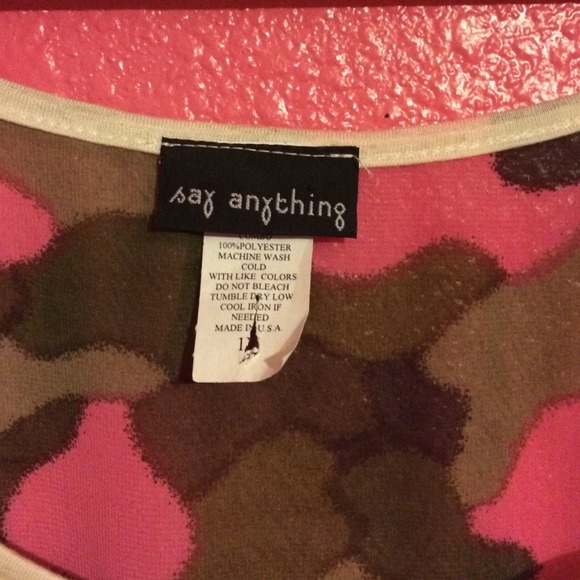 say anything
100%POLYESTER
MACHINE WASH
COLD
WITH LIKE COLORS
DO NOT BLEACH
TUMBLE DRY LOW
COOL IRON IF
NEEDED
MADE IN U.S.A